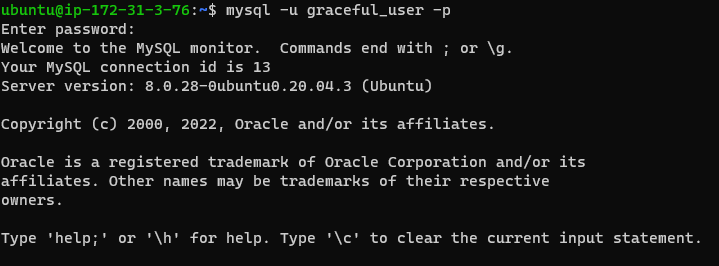 ubuntu@ip-172-31-3-76:~$ mysql -u graceful_user -p
Enter password:
Welcome to the MySQL monitor.  Commands end with ; or \g.
Your MySQL connection id is 13
Server version: 8.0.28-0ubuntu0.20.04.3 (Ubuntu)

Copyright (c) 2000, 2022, Oracle and/or its affiliates.

Oracle is a registered trademark of Oracle Corporation and/or its
affiliates. Other names may be trademarks of their respective
owners.

Type 'help;' or '\h' for help. Type '\c' to clear the current input statement.